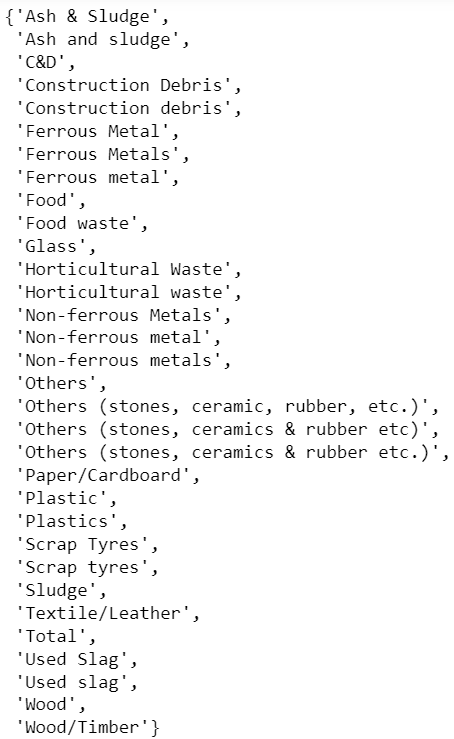 {'Ash & Sludge',
'Ash and sludge',
'C&D',
'Construction Debris',
'Construction debris',
'Ferrous Metal',
'Ferrous Metals',
'Ferrous metal',
'Food',
'Food waste',
'Glass',
'Horticultural Waste',
'Horticultural waste',
'Non-ferrous Metals',
'Non-ferrous metal',
'Non-ferrous metals',
'Others',
'Others (stones, ceramic, rubber, etc.)',
'Others (stones, ceramics & rubber etc)',
'Others (stones, ceramics & rubber etc.)',
'Paper/Cardboard',
'Plastic',
'Plastics',
'Scrap Tyres',
'Scrap tyres',
'Sludge',
'Textile/Leather',
'Total',
'Used Slag',
'Used slag',
'Wood',
'Wood/Timber'}